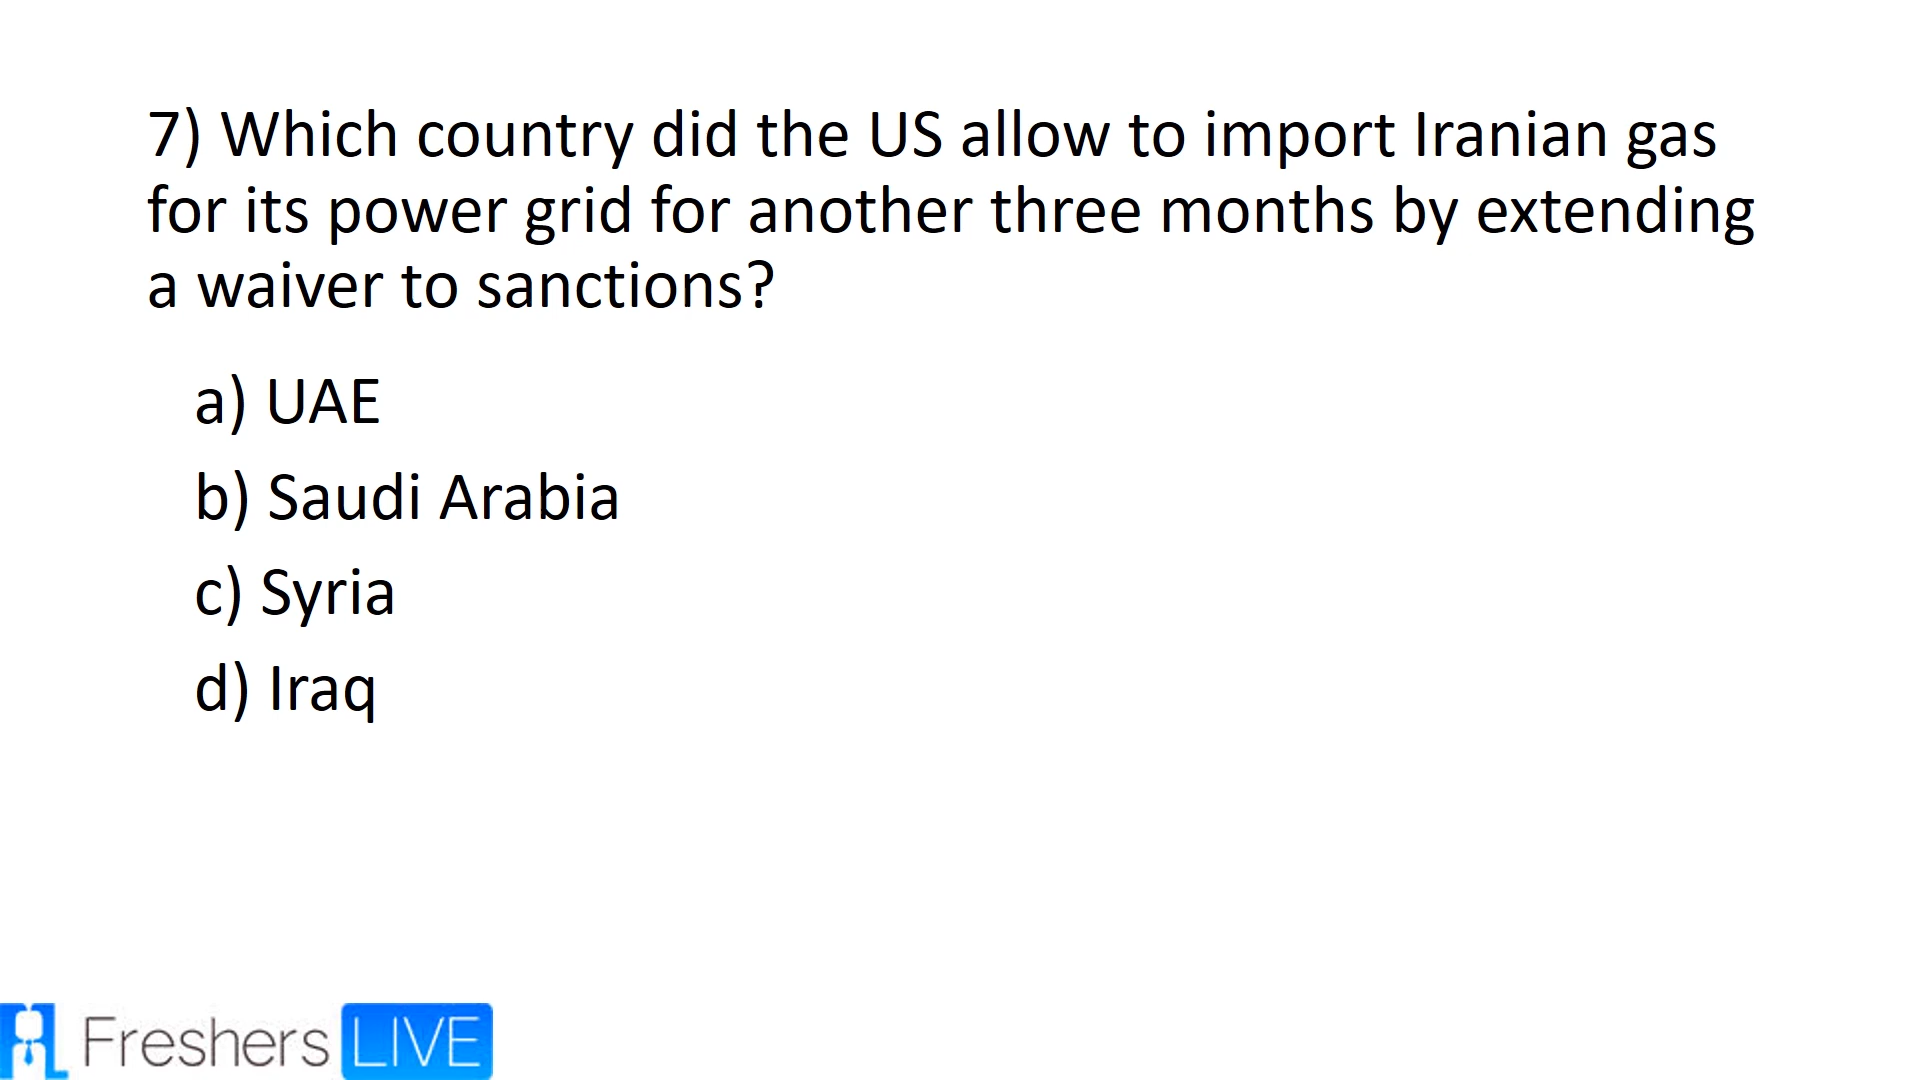 7) Which country did the US allow to import Iranian gas
for its power grid for another three months by extending
a waiver to sanctions?
a) UAE
b) Saudi Arabia
c) Syria
d) Iraq
Freshers LIVE